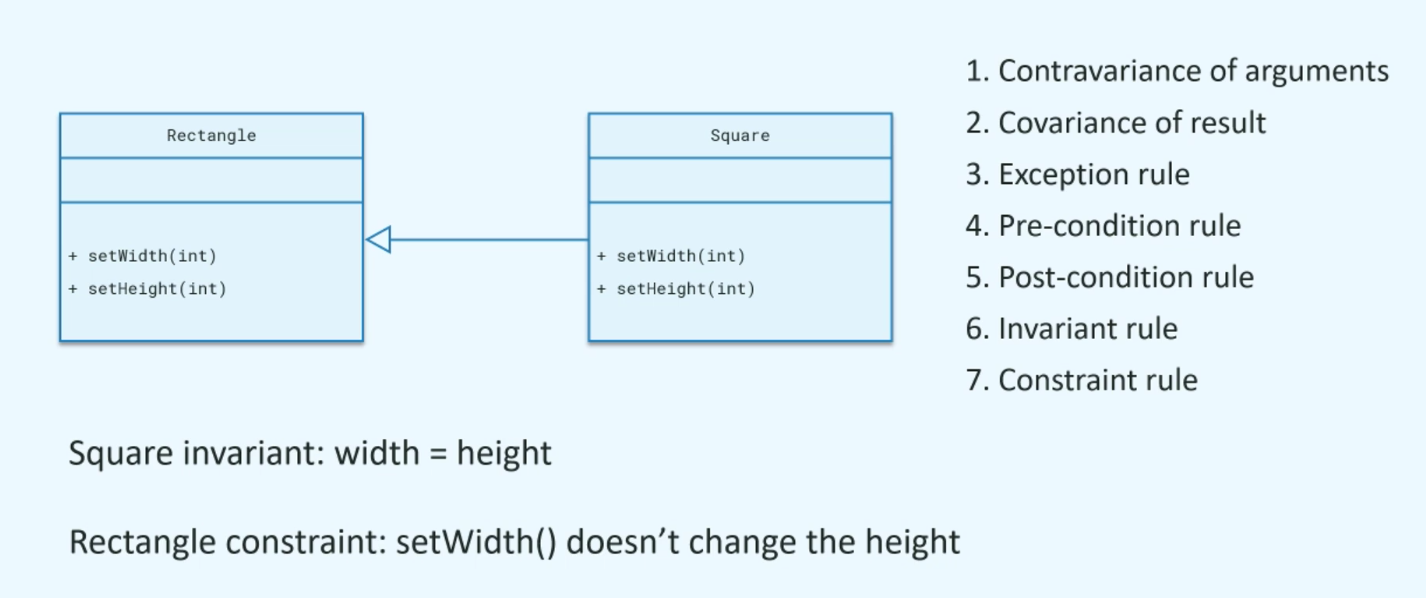 Rectangle
+ setWidth(int)
+ setHeight(int)
Square
+ setWidth(int)
+ setHeight(int)
1. Contravariance of arguments
2. Covariance of result
3. Exception rule
4. Pre-condition rule
5. Post-condition rule
6. Invariant rule
7. Constraint rule
Square invariant: width = height
Rectangle constraint: setWidth() doesn’t change the height